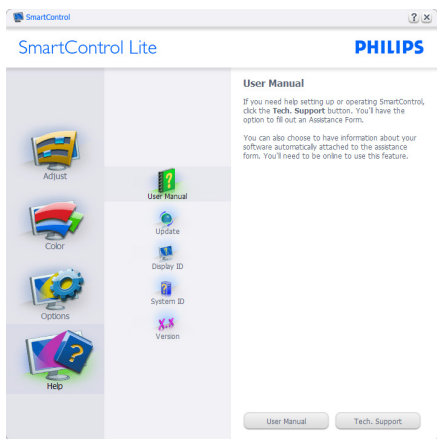 SmartControl
SmartControl Lite
PHILIPS
Adjust
Color
Options
Help
User Manual
Update
Display ID
System ID
X.X
Version
User Manual
If you need help setting up or operating SmartControl,
click the Tech. Support button. You'll have the
option to fill out an Assistance Form.
You can also choose to have information about your
software automatically attached to the assistance
form. You'll need to be online to use this feature.
User Manual
Tech. Support